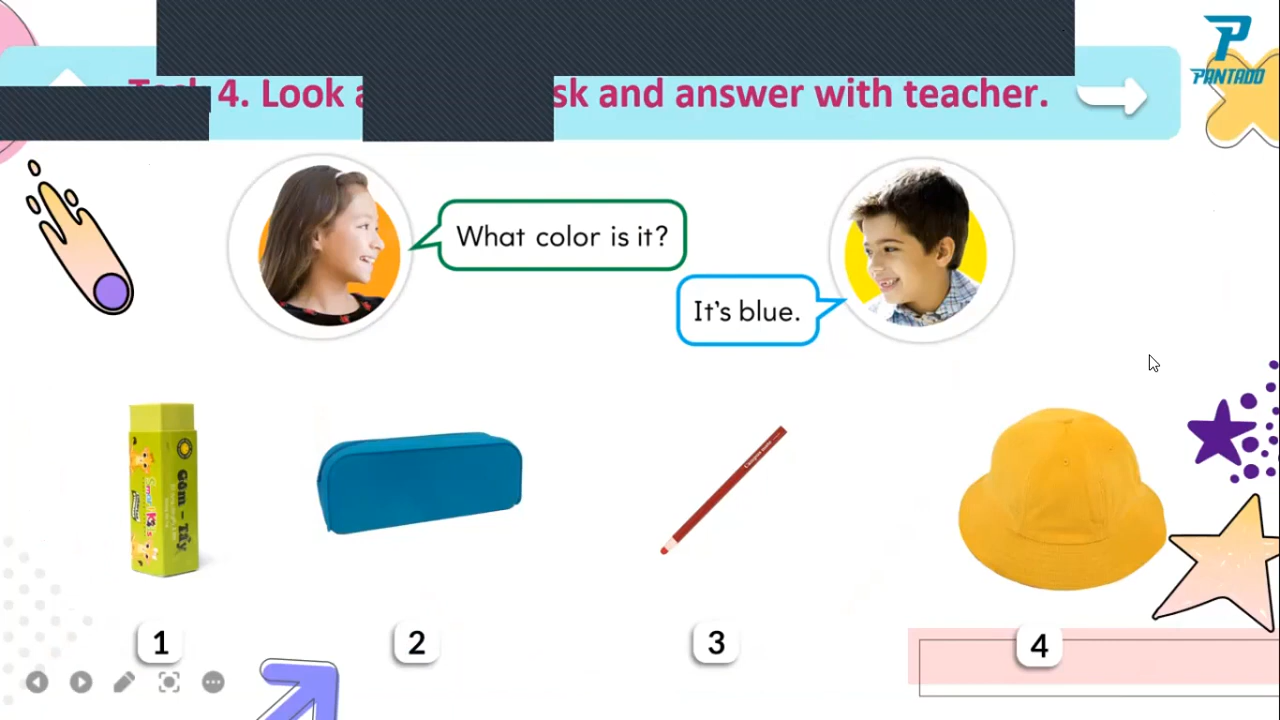 PANTADO
4. Look
and answer with teacher.
What color is it?
It's blue.
Gôm - Tẩy
1
2
3
4